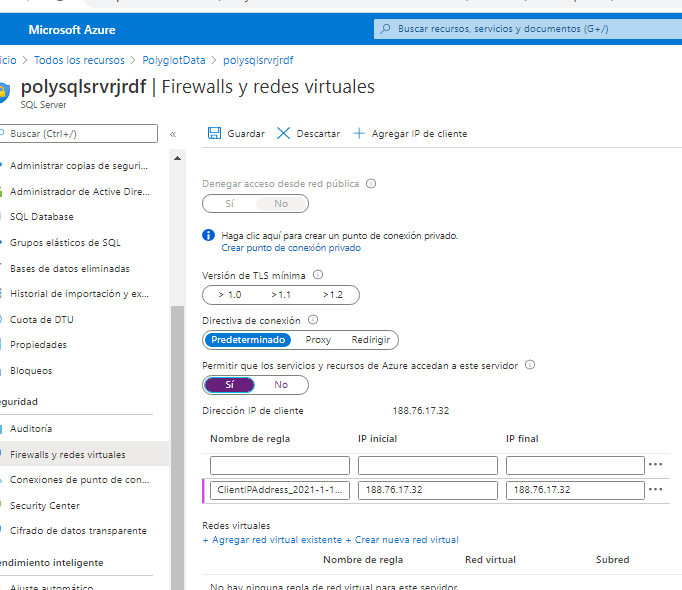 Microsoft Azure
Buscar recursos, servicios y documentos (G+/)
icio > Todos los recursos > PolyglotData > polysqlsrvrjrdf
polysqlsrvrjrdf | Firewalls y redes virtuales
SQL Server
Buscar (Ctrl+/)
«
Guardar
Descartar
Agregar IP de cliente
Administrar copias de seguri...
Administrador de Active Dire...
SQL Database
Grupos elásticos de SQL
Bases de datos eliminadas
Historial de importación y ex...
Cuota de DTU
Propiedades
Bloqueos
eguridad
Auditoría
Firewalls y redes virtuales
Conexiones de punto de con...
Security Center
Cifrado de datos transparente
endimiento inteligente
Ajuste automático
Denegar acceso desde red pública
Sí No
Haga clic aquí para crear un punto de conexión privado.
Crear punto de conexión privado
Versión de TLS mínima
> 1.0 >1.1 >1.2
Directiva de conexión
Predeterminado Proxy Redirigir
Permitir que los servicios y recursos de Azure accedan a este servidor
Sí No
Dirección IP de cliente 188.76.17.32
Nombre de regla IP inicial IP final
ClientIPAddress_2021-1-1... 188.76.17.32 188.76.17.32
Redes virtuales
+ Agregar red virtual existente + Crear nueva red virtual
Nombre de regla Red virtual Subred
No hay ninguna regla de red virtual para este servidor.